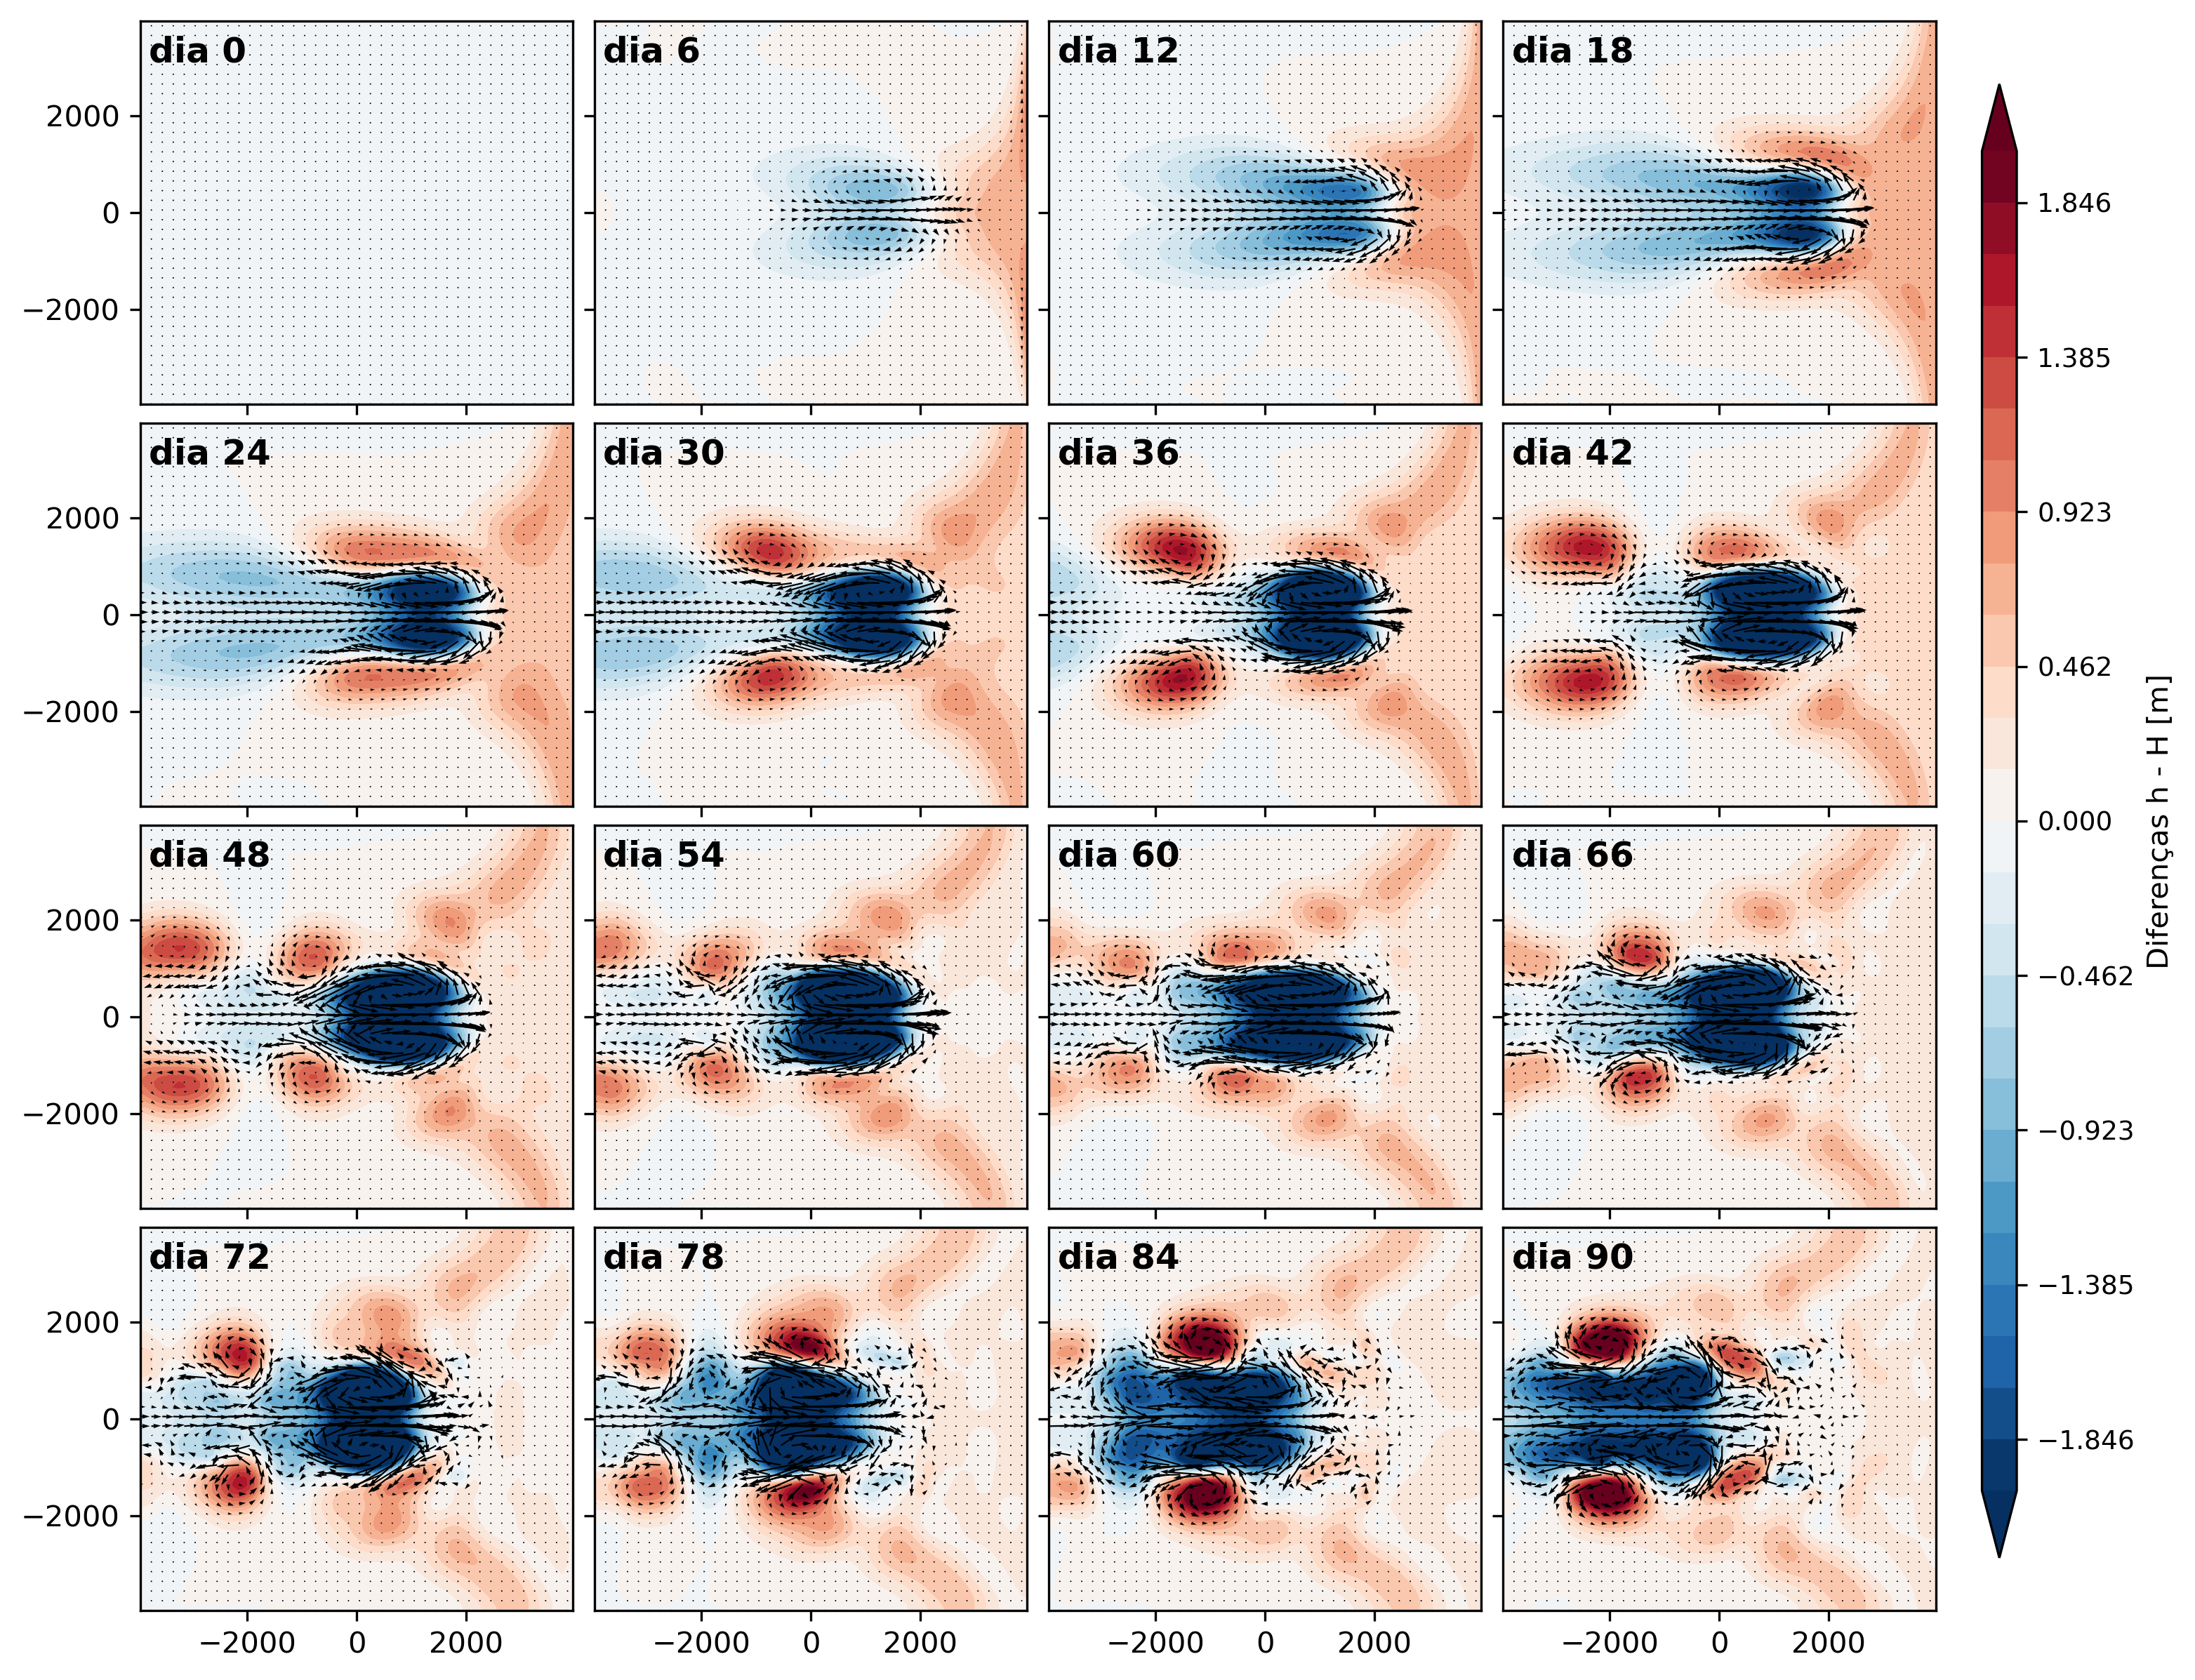 dia 0
dia 6
dia 12
dia 18
2000
0
−2000
dia 24
dia 30
dia 36
dia 42
2000
0
−2000
dia 48
dia 54
dia 60
dia 66
2000
0
−2000
dia 72
dia 78
dia 84
dia 90
2000
0
−2000
−2000 0 2000
−2000 0 2000
−2000 0 2000
−2000 0 2000
1.846
1.385
0.923
0.462
0.000
−0.462
−0.923
−1.385
−1.846
Diferenças h - H [m]